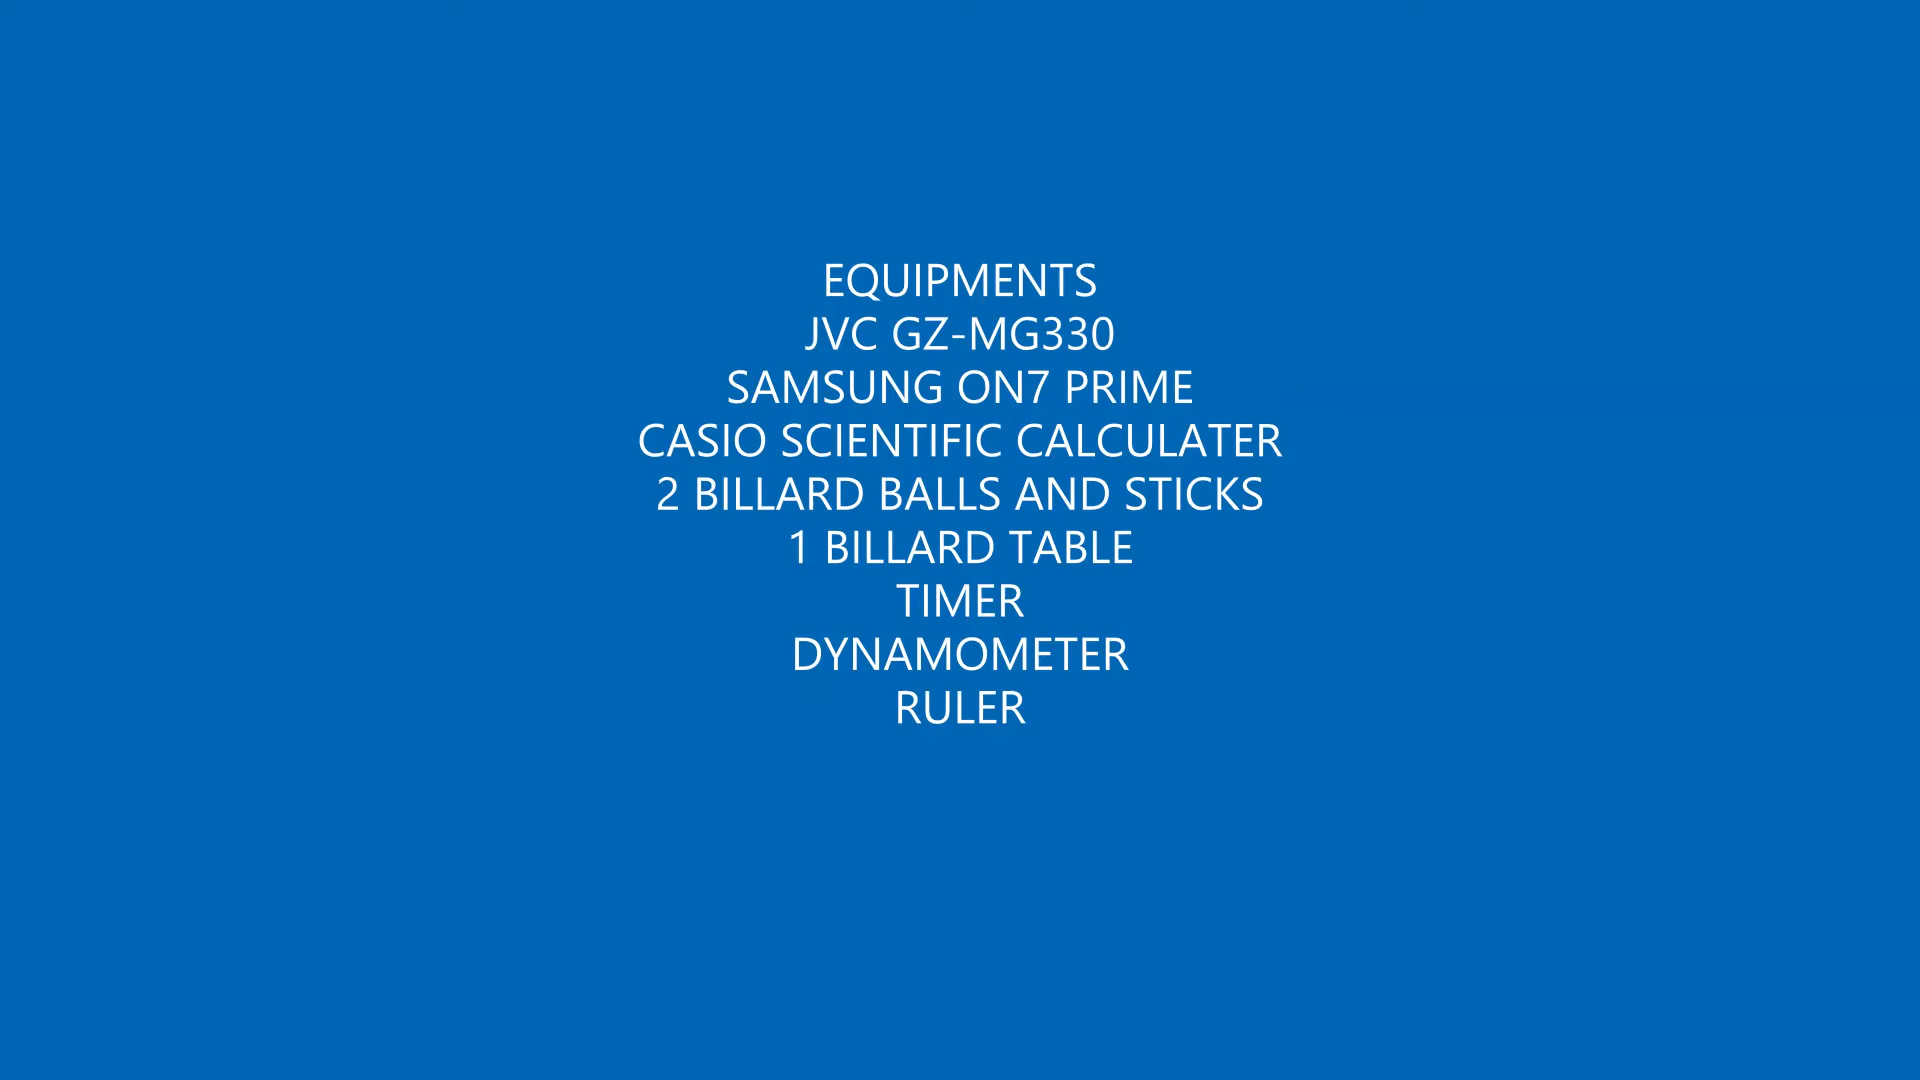 EQUIPMENTS
JVC GZ-MG330
SAMSUNG ON7 PRIME
CASIO SCIENTIFIC CALCULATER
2 BILLARD BALLS AND STICKS
1 BILLARD TABLE
TIMER
DYNAMOMETER
RULER